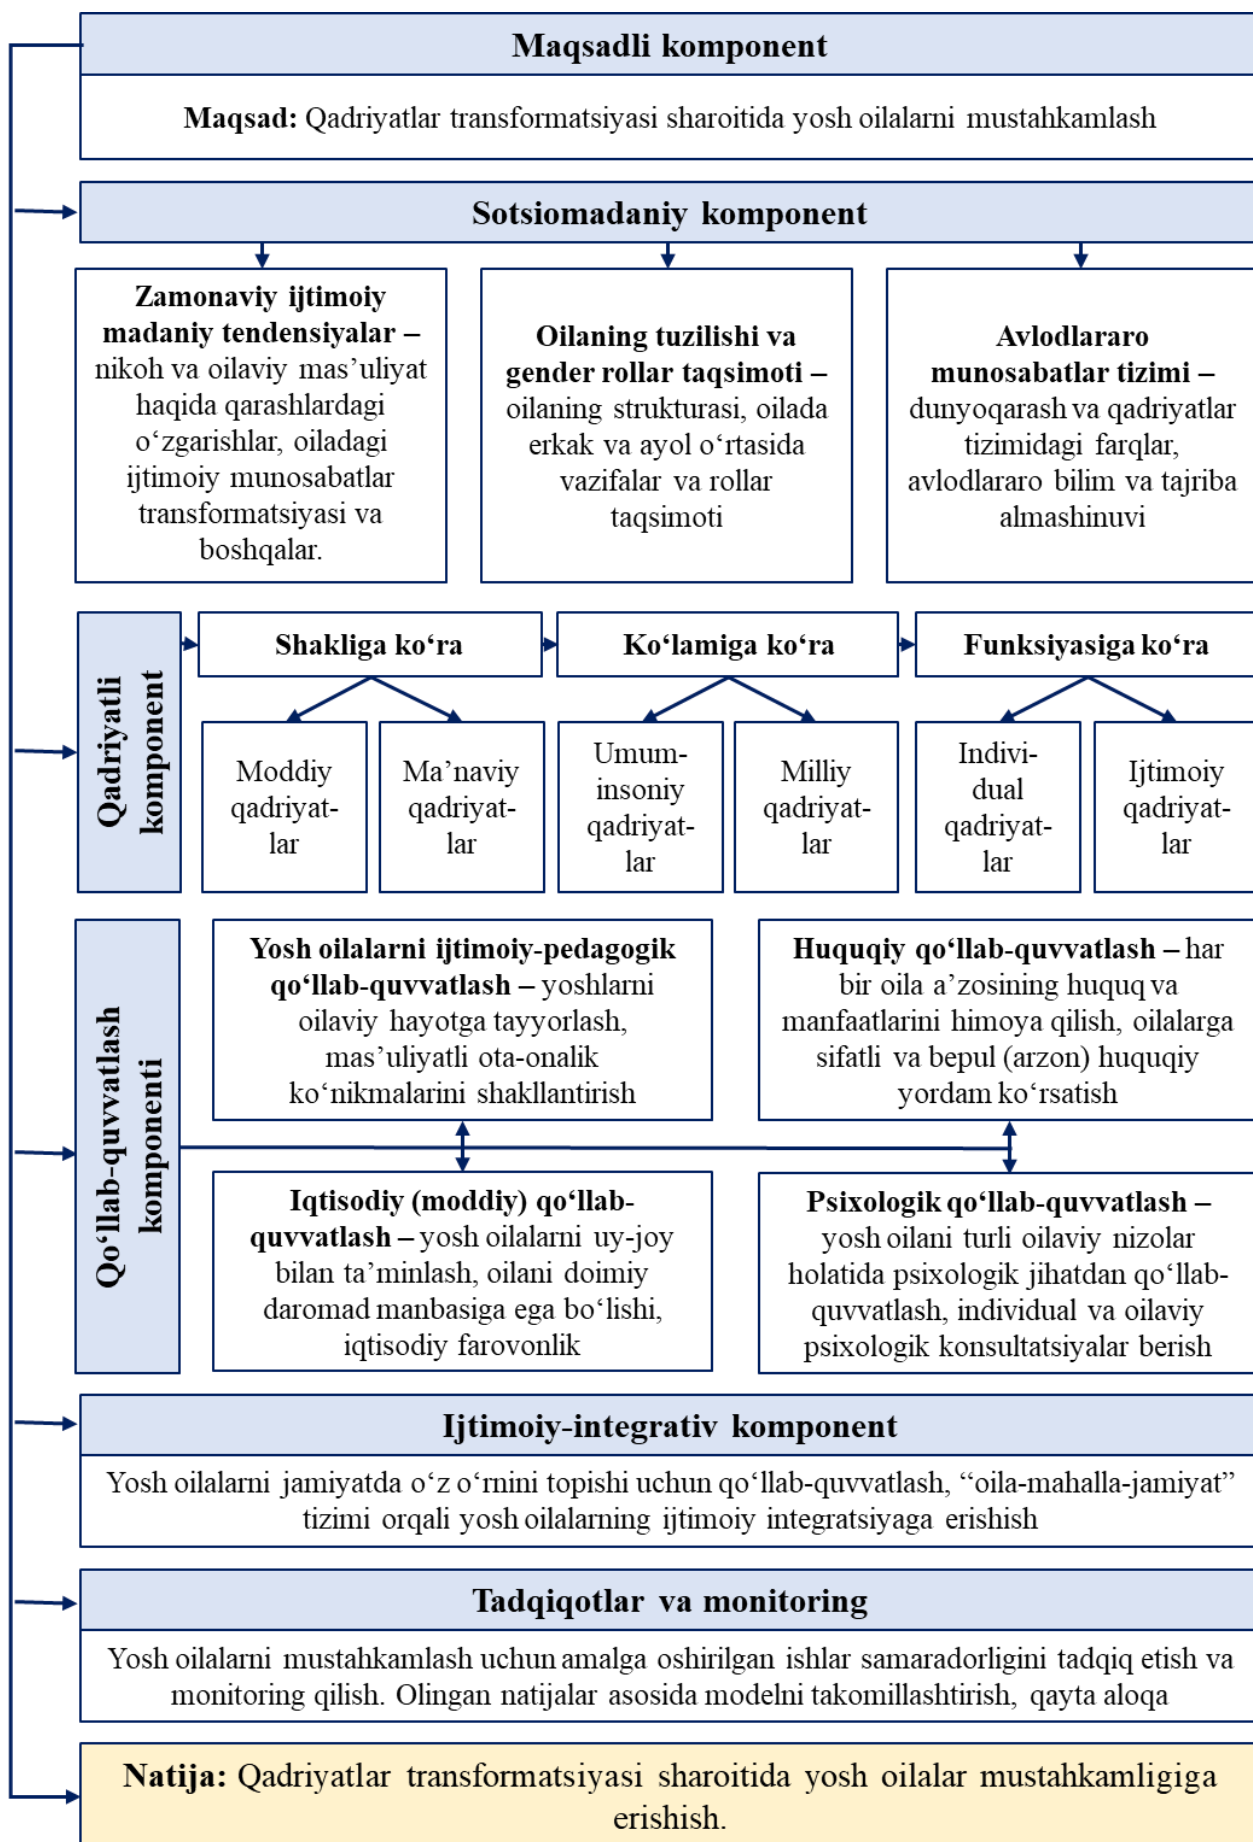 Maqsadli komponent
Maqsad: Qadriyatlar transformatsiyasi sharoitida yosh oilalarni mustahkamlash
Sotsiomadaniy komponent
Zamonaviy ijtimoiy
madaniy tendensiyalar –
nikoh va oilaviy mas’uliyat
haqida qarashlardagi
o‘zgarishlar, oiladagi
ijtimoiy munosabatlar
transformatsiyasi va
boshqalar.
Oilaning tuzilishi va
gender rollar taqsimoti –
oilaning strukturasi, oilada
erkak va ayol o‘rtasida
vazifalar va rollar
taqsimoti
Avlodlararo
munosabatlar tizimi –
dunyoqarash va qadriyatlar
tizimidagi farqlar,
avlodlararo bilim va tajriba
almashinuvi
Qadriyatli
komponent
Shakliga ko‘ra
Ko‘lamiga ko‘ra
Funksiyasiga ko‘ra
Moddiy
qadriyat-
lar
Ma’naviy
qadriyat-
lar
Umum-
insoniy
qadriyat-
lar
Milliy
qadriyat-
lar
Individ-
dual
qadriyat-
lar
Ijtimoiy
qadriyat-
lar
Qo‘llab-quvvatlash
komponenti
Yosh oilalarni ijtimoiy-pedagogik
qo‘llab-quvvatlash – yoshlarni
oilaviy hayotga tayyorlash,
mas’uliyatli ota-onalik
ko‘nikmalarini shakllantirish
Huquqiy qo‘llab-quvvatlash – har
bir oila a’zosining huquq va
manfaatlarini himoya qilish, oilalarga
sifatli va bepul (arzon) huquqiy
yordam ko‘rsatish
Iqtisodiy (moddiy) qo‘llab-
quvvatlash – yosh oilalarni uy-joy
bilan ta’minlash, oilani doimiy
daromad manbasiga ega bo‘lishi,
iqtisodiy farovonlik
Psixologik qo‘llab-quvvatlash –
yosh oilani turli oilaviy nizolar
holatida psixologik jihatdan qo‘llab-
quvvatlash, individual va oilaviy
psixologik konsultatsiyalar berish
Ijtimoiy-integrativ komponent
Yosh oilalarni jamiyatda o‘z o‘rnini topishi uchun qo‘llab-quvvatlash, “oila-mahalla-jamiyat”
tizimi orqali yosh oilalarning ijtimoiy integratsiyaga erishish
Tadqiqotlar va monitoring
Yosh oilalarni mustahkamlash uchun amalga oshirilgan ishlar samaradorligini tadqiq etish va
monitoring qilish. Olingan natijalar asosida modelni takomillashtirish, qayta aloqa
Natija: Qadriyatlar transformatsiyasi sharoitida yosh oilalar mustahkamligiga
erishish.